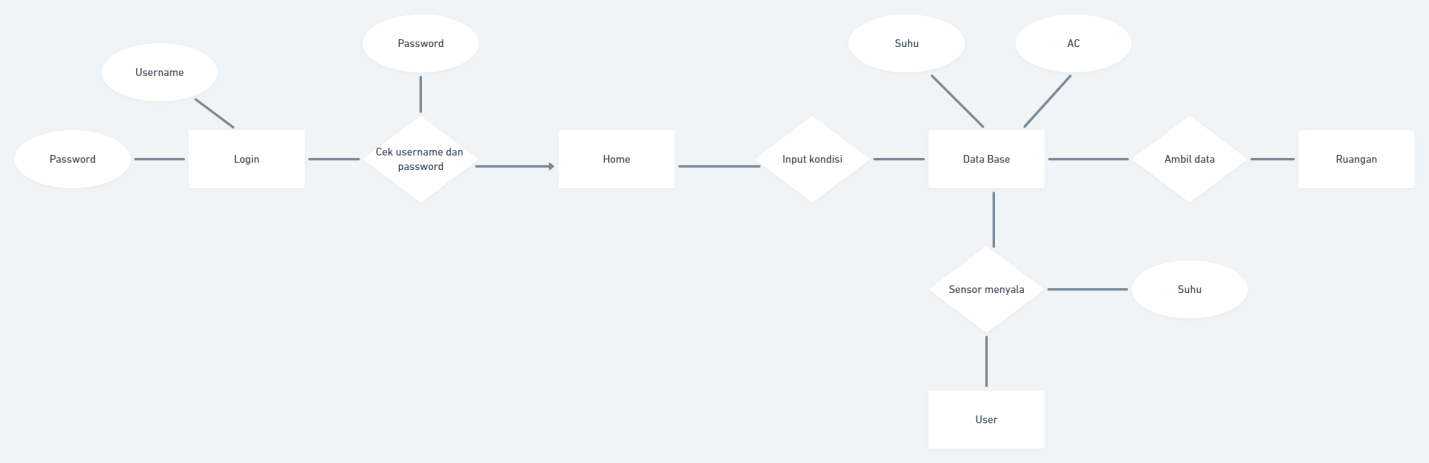 Password
Suhu
AC
Username
Password
Login
Cek username dan
password
Home
Input kondisi
Data Base
Ambil data
Ruangan
Sensor menyala
Suhu
User